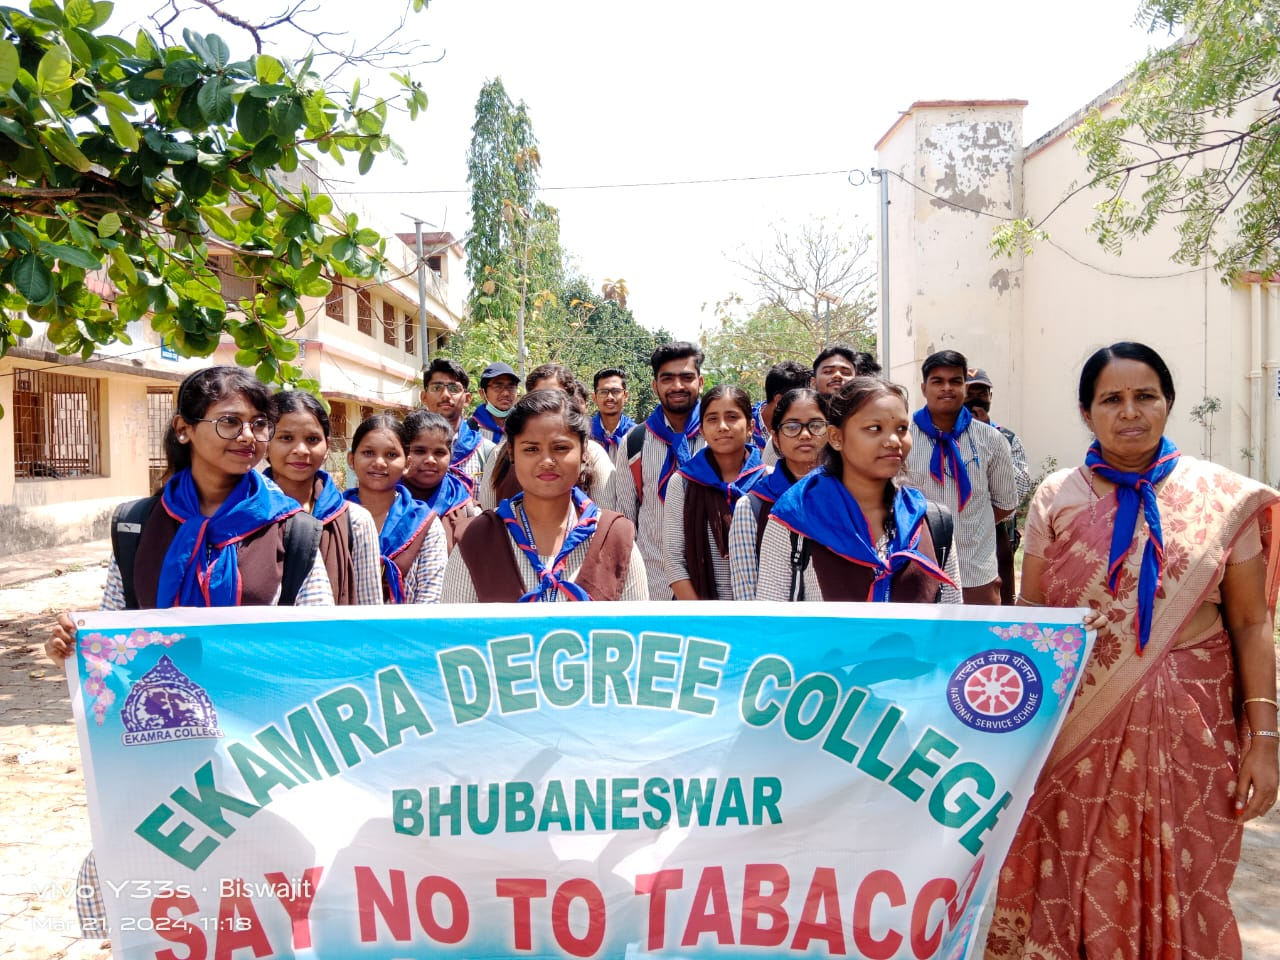 EKAMRA DEGREE COLLEGE
EKAMRA COLLEGE
राष्ट्रीय सेवा योजना
NATIONAL SERVICE SCHEME
BHUBANESWAR
SAY NO TO TABACCO
vivo Y33s · Biswajit
Mar 21, 2024, 11:18